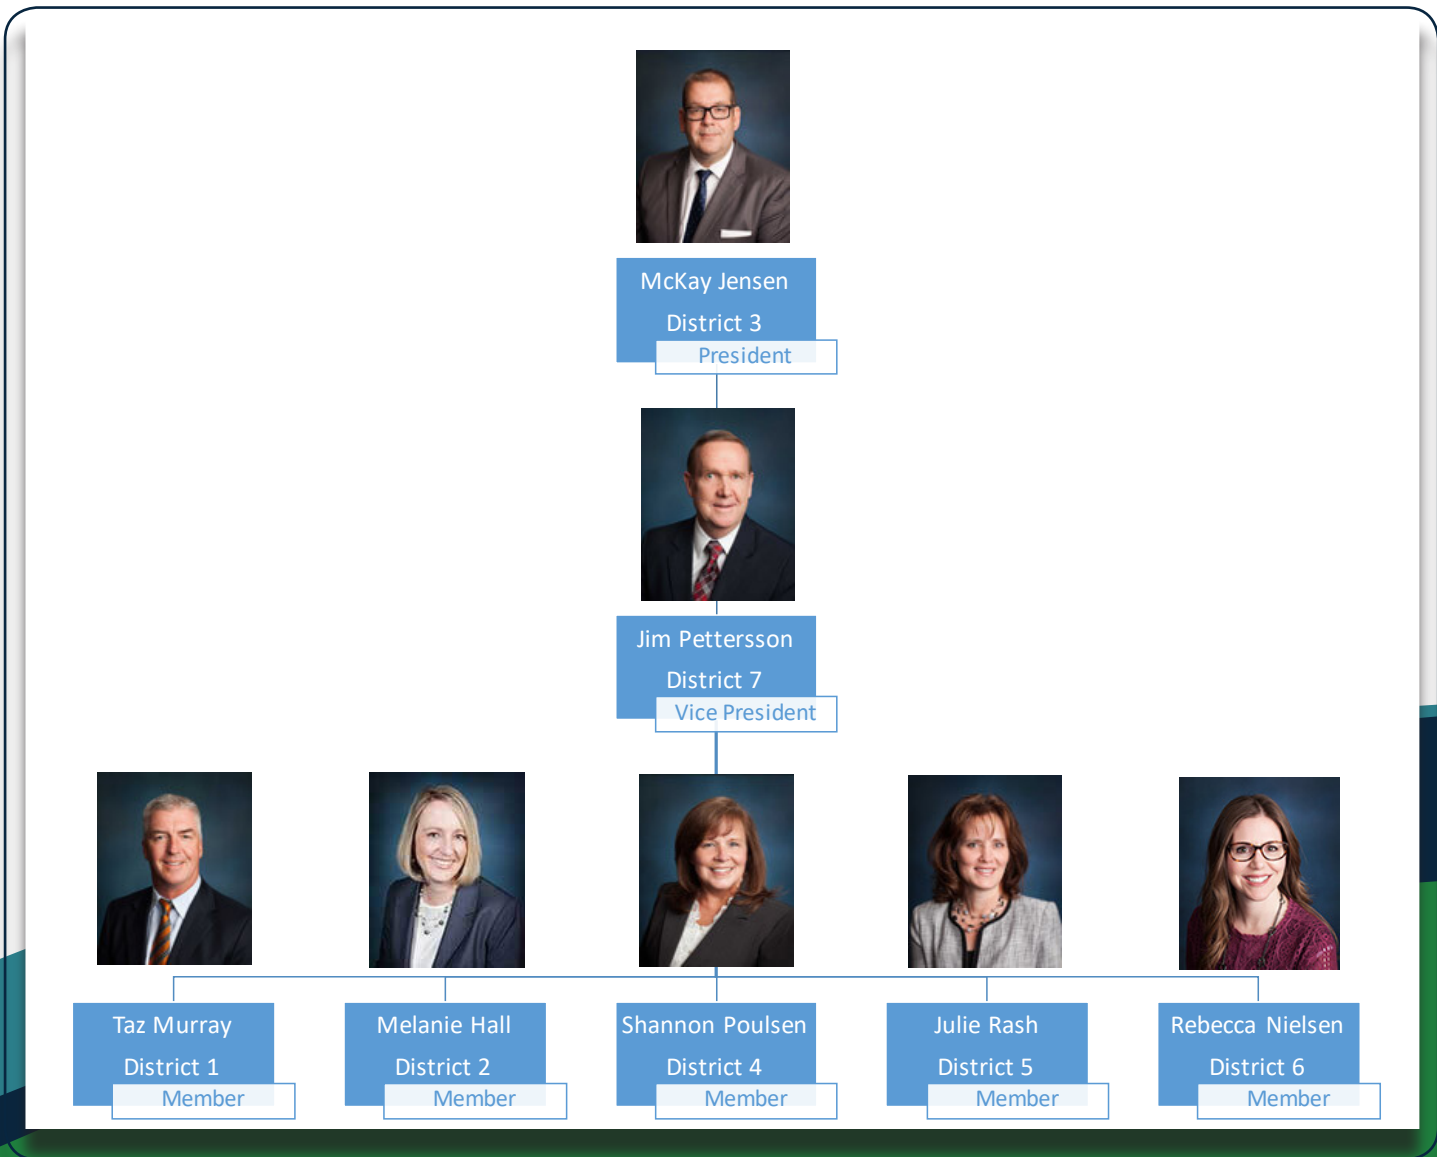 McKay Jensen
District 3
President
Jim Pettersson
District 7
Vice President
Taz Murray
District 1
Member
Melanie Hall
District 2
Member
Shannon Poulsen
District 4
Member
Julie Rash
District 5
Member
Rebecca Nielsen
District 6
Member